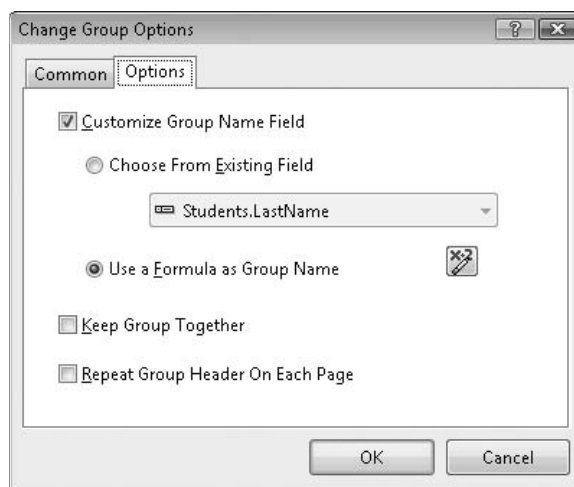 Change Group Options
Common Options
Customize Group Name Field
Choose From Existing Field
Students.LastName
Use a Formula as Group Name
x+2
Keep Group Together
Repeat Group Header On Each Page
OK Cancel